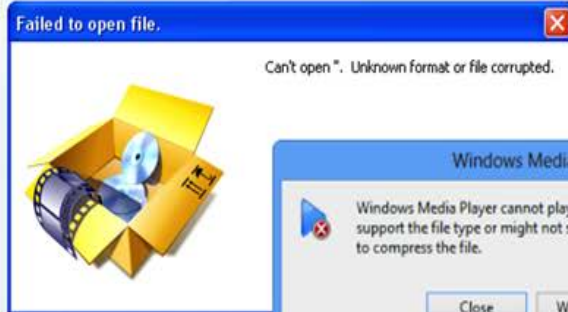 Failed to open file.
Can't open ". Unknown format or file corrupted.
Windows Media
Windows Media Player cannot play
support the file type or might not
to compress the file.
Close